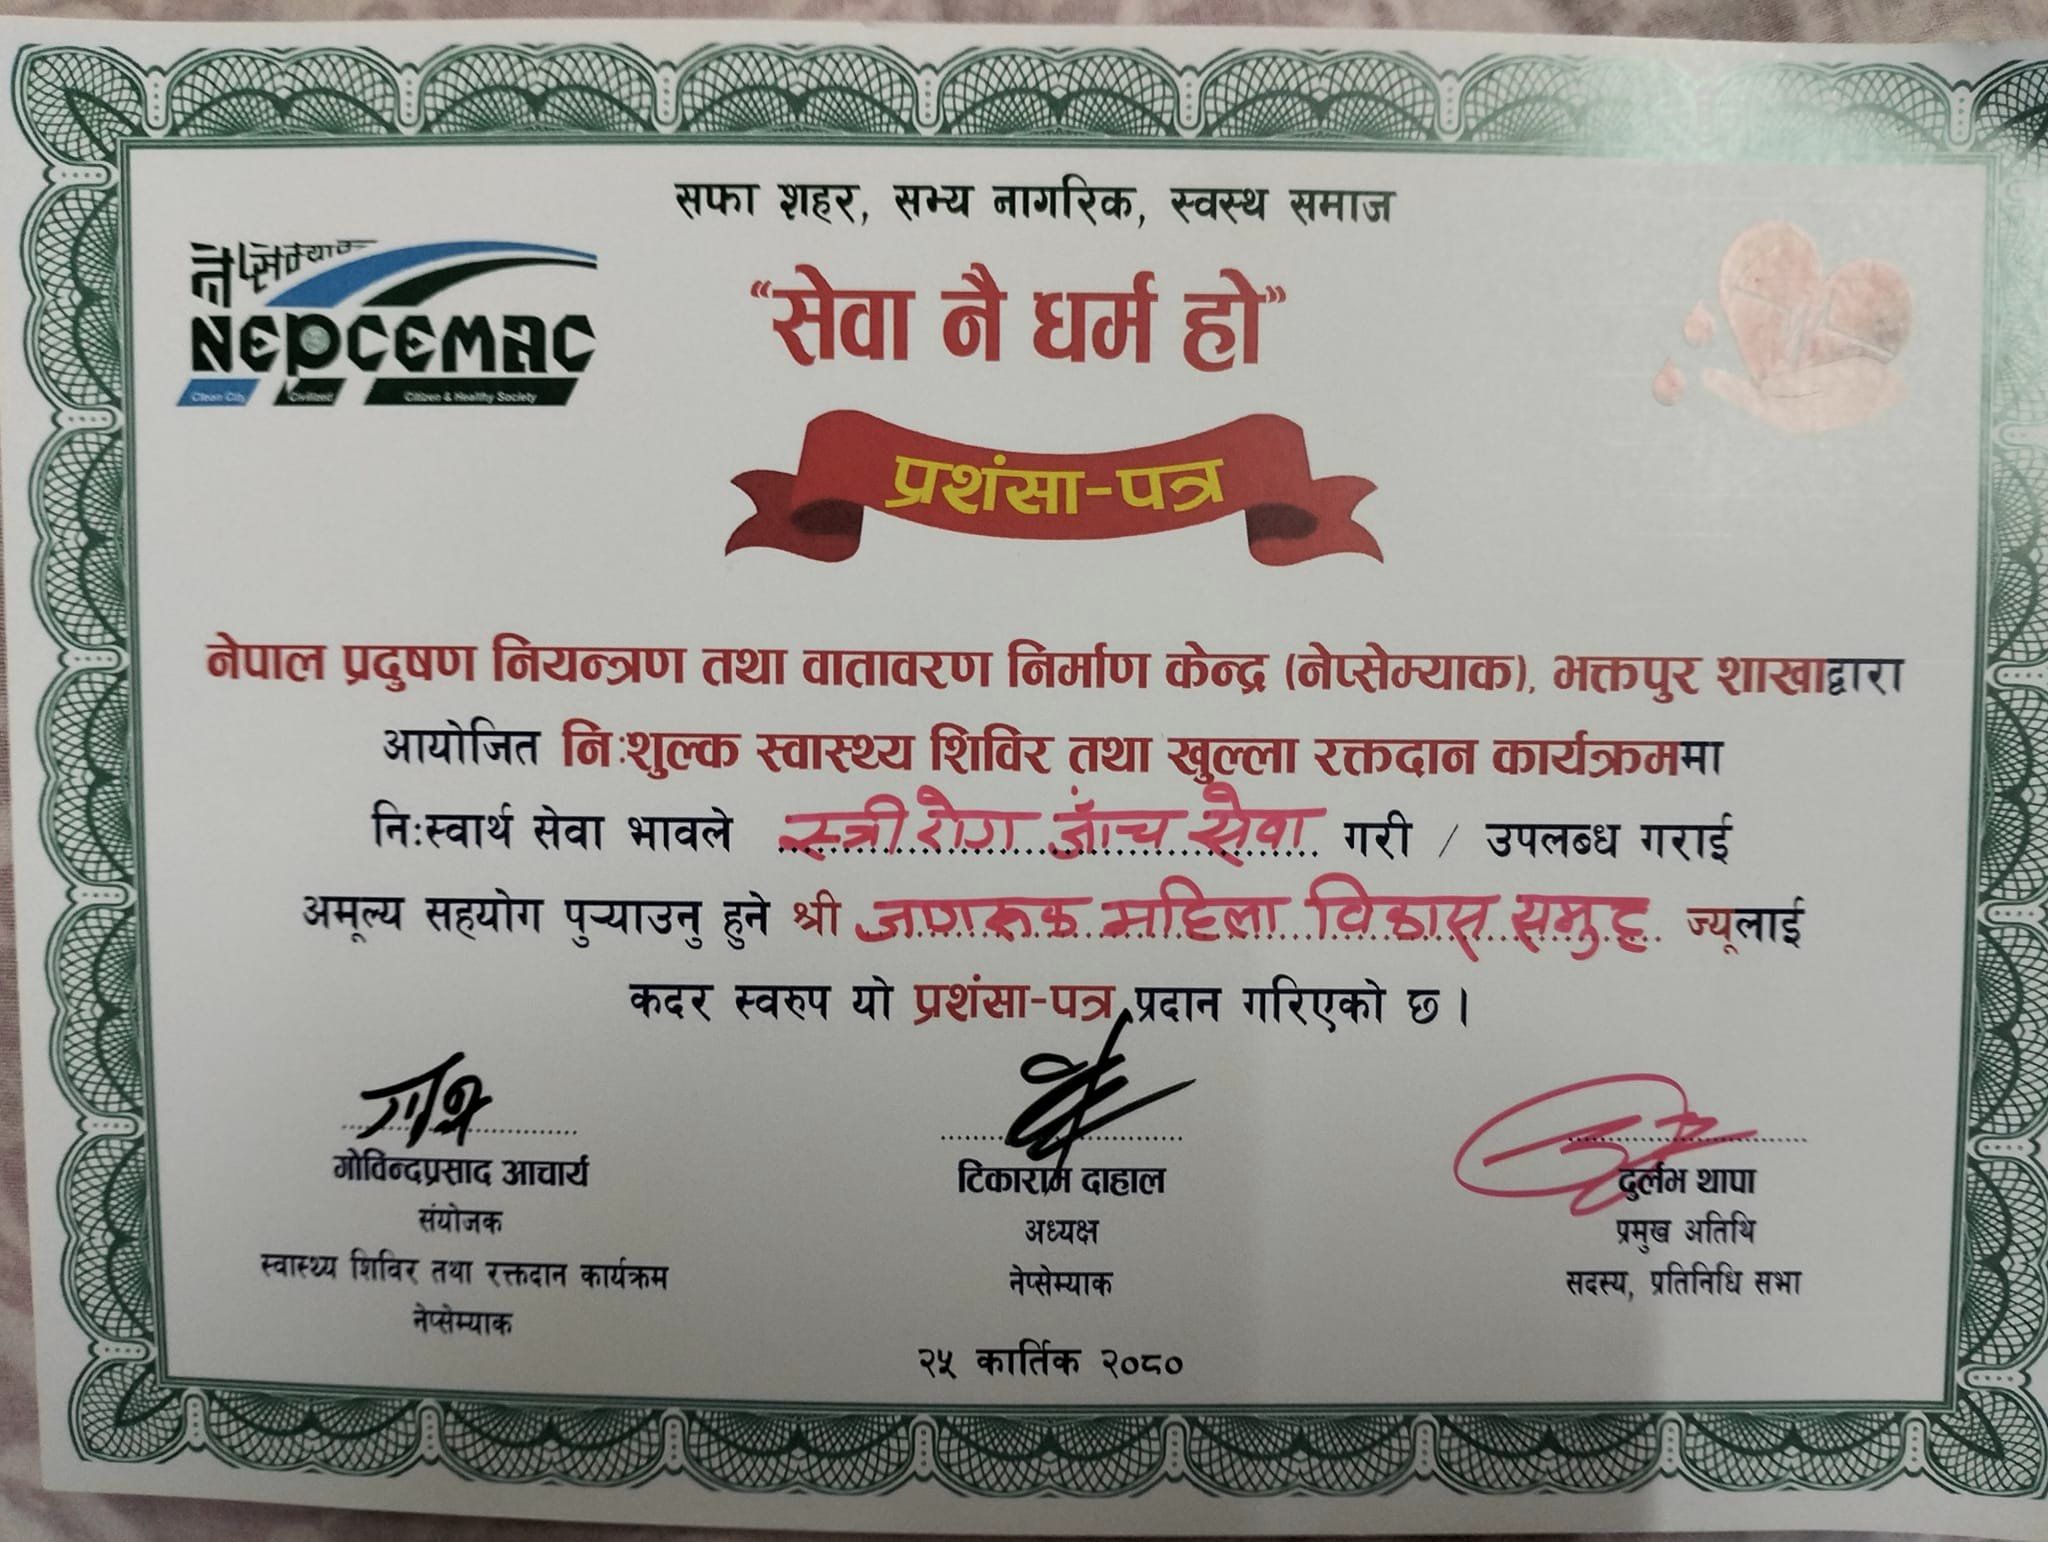 सफा शहर, सभ्य नागरिक, स्वस्थ समाज
नेप्सेम्याक
NEPCEMAC
Clean City Civilized Citizen & Healthy Society
“सेवा नै धर्म हो”
प्रशंसा-पत्र
नेपाल प्रदुषण नियन्त्रण तथा वातावरण निर्माण केन्द्र (नेप्सेम्याक), भक्तपुर शाखाद्वारा
आयोजित निःशुल्क स्वास्थ्य शिविर तथा खुल्ला रक्तदान कार्यक्रममा
निःस्वार्थ सेवा भावले स्त्री रोग जाँच सेवा गरी / उपलब्ध गराई
अमूल्य सहयोग पुर्‍याउनु हुने श्री जागरूक महिला विकास समुह ज्यूलाई
कदर स्वरुप यो प्रशंसा-पत्र प्रदान गरिएको छ ।
गोविन्दप्रसाद आचार्य
संयोजक
स्वास्थ्य शिविर तथा रक्तदान कार्यक्रम
नेप्सेम्याक
टिकाराम दाहाल
अध्यक्ष
नेप्सेम्याक
दुर्लभ थापा
प्रमुख अतिथि
सदस्य, प्रतिनिधि सभा
२५ कार्तिक २०८०